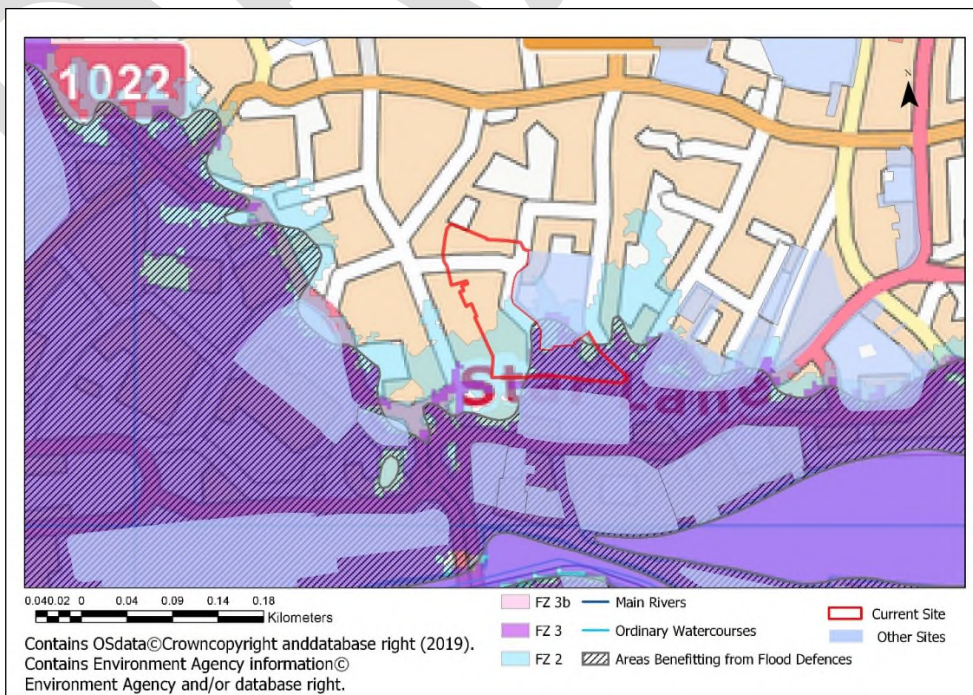 1022
N
St Lane
0.040.02 0 0.04 0.09 0.14 0.18
Kilometers
Contains OSdata©Crowncopyright anddatabase right (2019).
Contains Environment Agency information©
Environment Agency and/or database right.
FZ 3b
FZ 3
FZ 2
Main Rivers
Ordinary Watercourses
Areas Benefitting from Flood Defences
Current Site
Other Sites